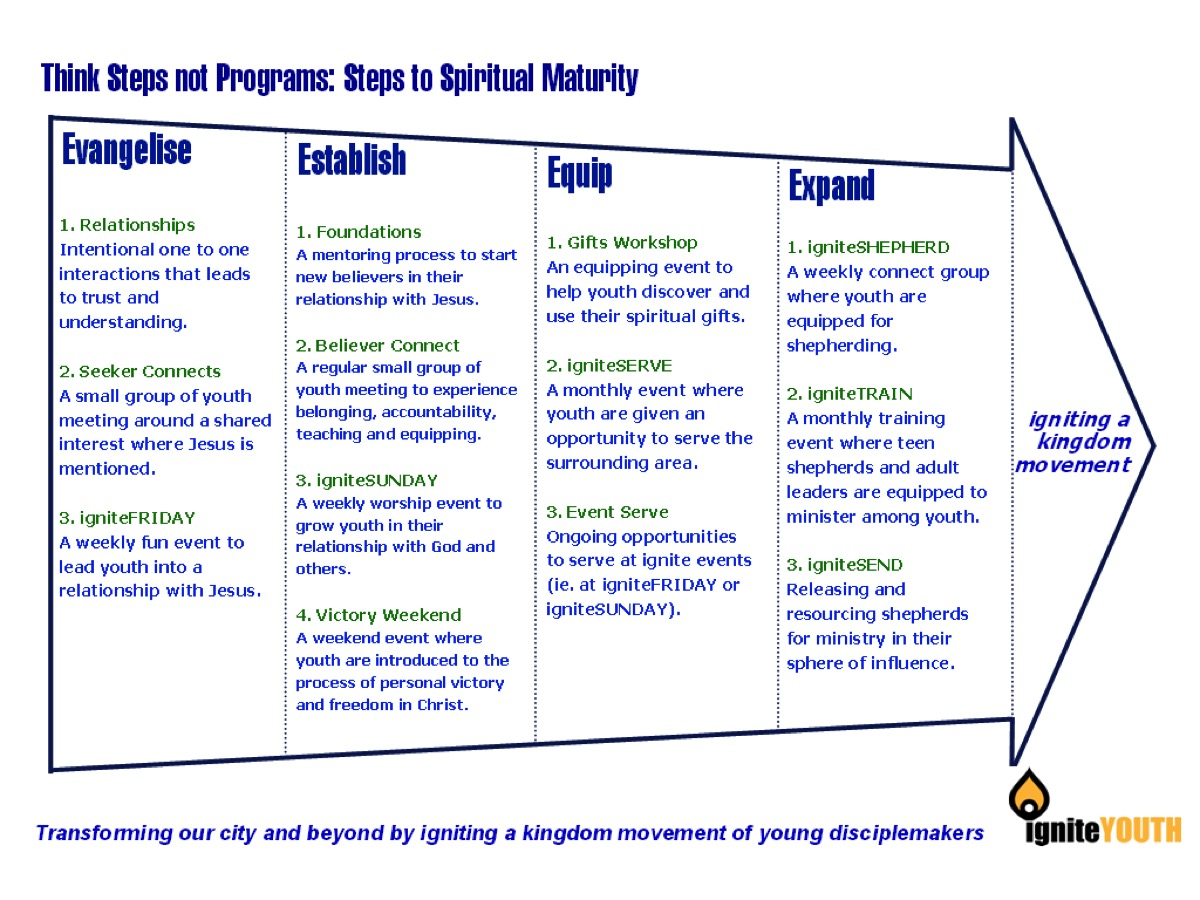 Think Steps not Programs: Steps to Spiritual Maturity
Evangelise
1. Relationships
Intentional one to one
interactions that leads
to trust and
understanding.
2. Seeker Connects
A small group of youth
meeting around a shared
interest where Jesus is
mentioned.
3. igniteFRIDAY
A weekly fun event to
lead youth into a
relationship with Jesus.
Establish
1. Foundations
A mentoring process to start
new believers in their
relationship with Jesus.
2. Believer Connect
A regular small group of
youth meeting to experience
belonging, accountability,
teaching and equipping.
3. igniteSUNDAY
A weekly worship event to
grow youth in their
relationship with God and
others.
4. Victory Weekend
A weekend event where
youth are introduced to the
process of personal victory
and freedom in Christ.
Equip
1. Gifts Workshop
An equipping event to
help youth discover and
use their spiritual gifts.
2. igniteSERVE
A monthly event where
youth are given an
opportunity to serve the
surrounding area.
3. Event Serve
Ongoing opportunities
to serve at ignite events
(ie. at igniteFRIDAY or
igniteSUNDAY).
Expand
1. igniteSHEPHERD
A weekly connect group
where youth are
equipped for
shepherding.
2. igniteTRAIN
A monthly training
event where teen
shepherds and adult
leaders are equipped to
minister among youth.
3. igniteSEND
Releasing and
resourcing shepherds
for ministry in their
sphere of influence.
igniting a
kingdom
movement
Transforming our city and beyond by igniting a kingdom movement of young disciplemakers
igniteYOUTH